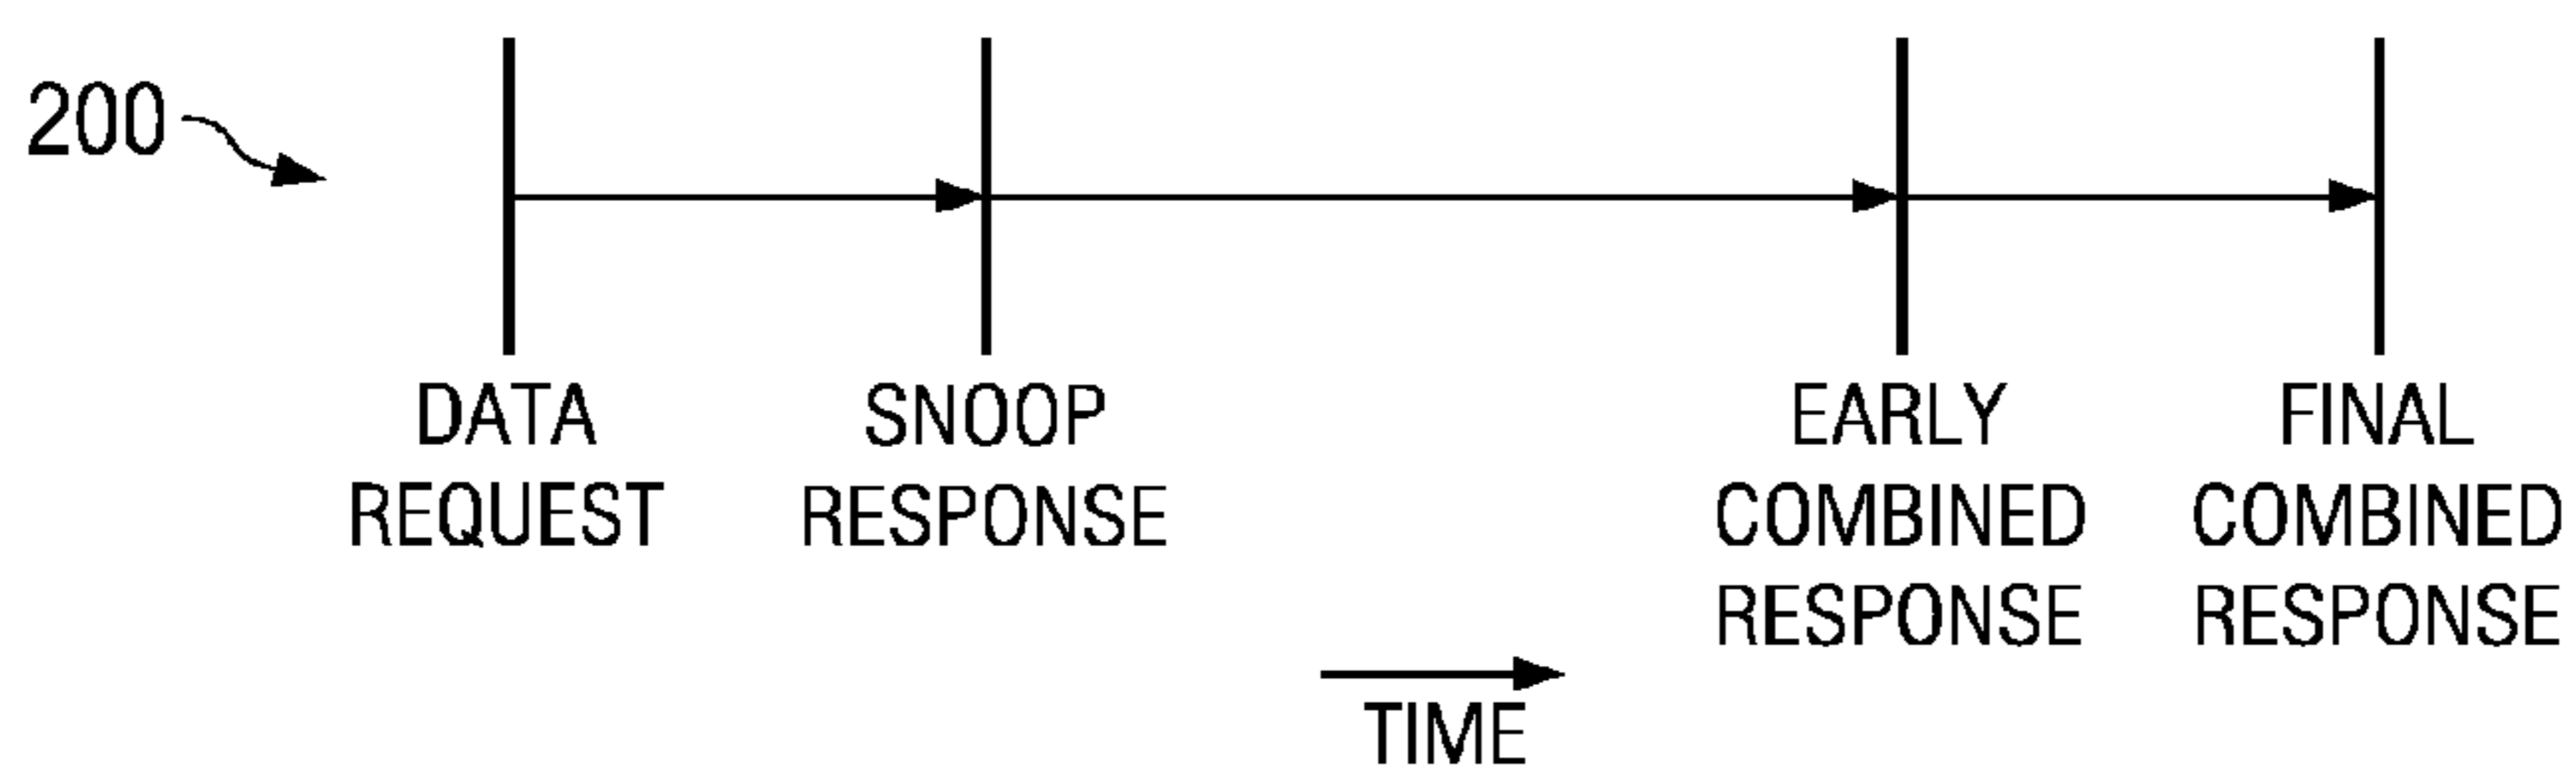 200
DATA
REQUEST
SNOOP
RESPONSE
EARLY
COMBINED
RESPONSE
FINAL
COMBINED
RESPONSE
TIME